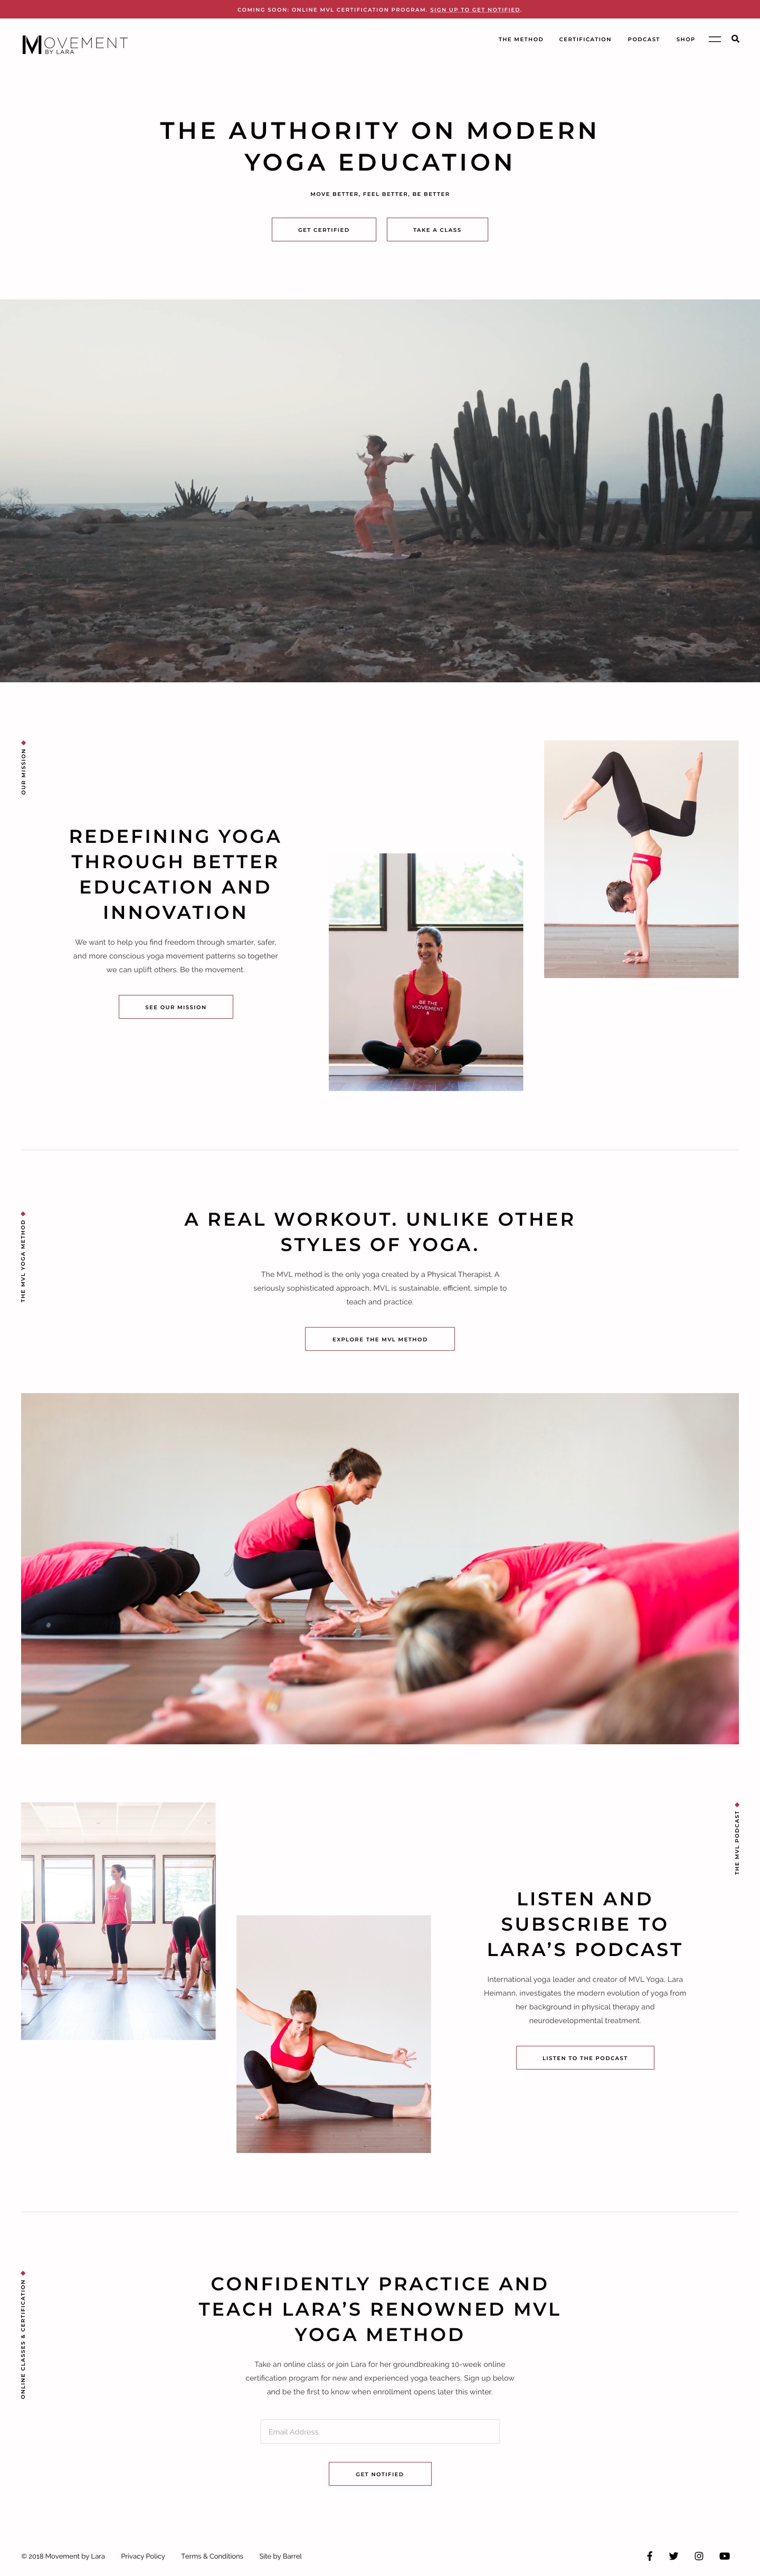 COMING SOON: ONLINE MVL CERTIFICATION PROGRAM. SIGN UP TO GET NOTIFIED.
MOVEMENT
BY LARA
THE METHOD
CERTIFICATION
PODCAST
SHOP
THE AUTHORITY ON MODERN
YOGA EDUCATION
MOVE BETTER, FEEL BETTER, BE BETTER
GET CERTIFIED
TAKE A CLASS
OUR MISSION
REDEFINING YOGA
THROUGH BETTER
EDUCATION AND
INNOVATION
We want to help you find freedom through smarter, safer,
and more conscious yoga movement patterns so together
we can uplift others. Be the movement.
SEE OUR MISSION
BE THE
MOVEMENT
THE MVL YOGA METHOD
A REAL WORKOUT. UNLIKE OTHER
STYLES OF YOGA.
The MVL method is the only yoga created by a Physical Therapist. A
seriously sophisticated approach, MVL is sustainable, efficient, simple to
teach and practice.
EXPLORE THE MVL METHOD
THE MVL PODCAST
LISTEN AND
SUBSCRIBE TO
LARA’S PODCAST
International yoga leader and creator of MVL Yoga, Lara
Heimann, investigates the modern evolution of yoga from
her background in physical therapy and
neurodevelopmental treatment.
LISTEN TO THE PODCAST
ONLINE CLASSES & CERTIFICATION
CONFIDENTLY PRACTICE AND
TEACH LARA’S RENOWNED MVL
YOGA METHOD
Take an online class or join Lara for her groundbreaking 10-week online
certification program for new and experienced yoga teachers. Sign up below
and be the first to know when enrollment opens later this winter.
Email Address
GET NOTIFIED
© 2018 Movement by Lara
Privacy Policy
Terms & Conditions
Site by Barrel